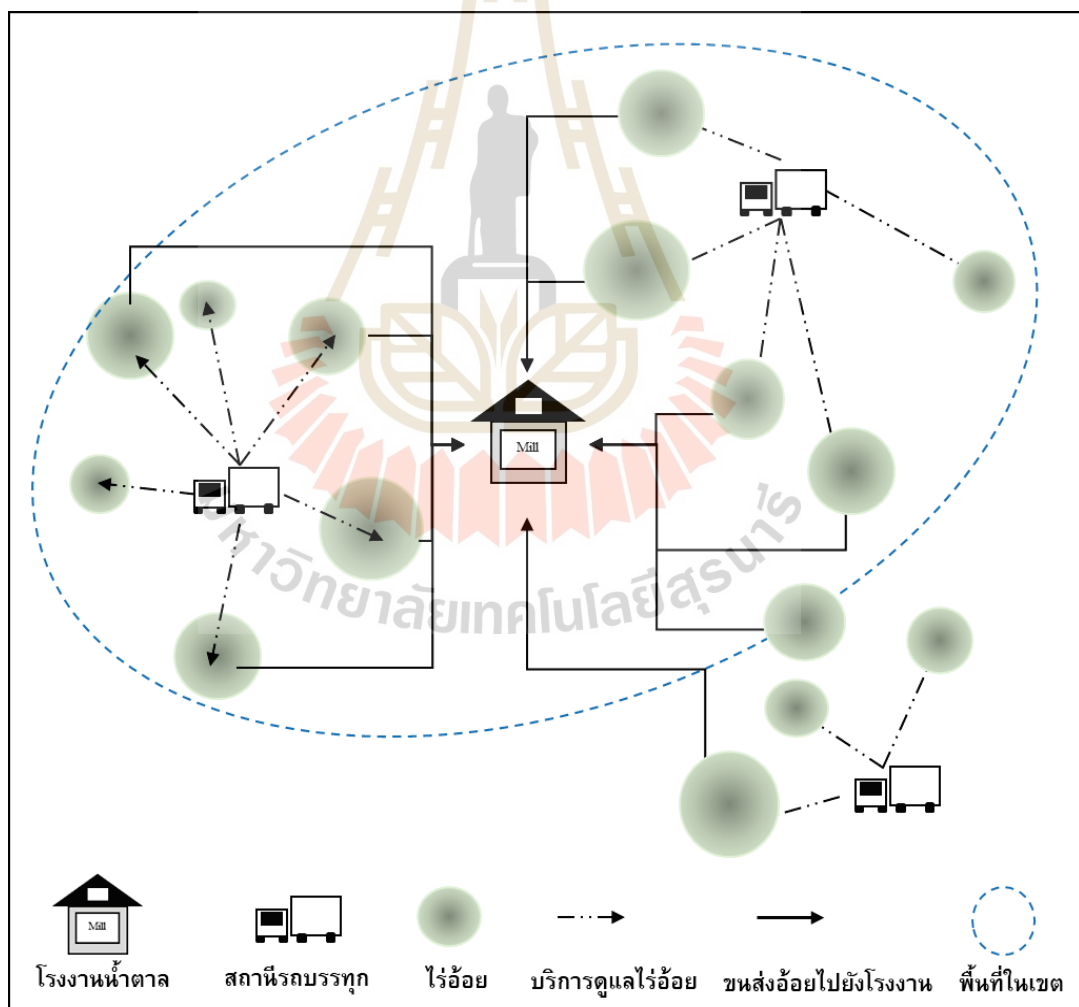 Mill
มหาวิทยาลัยเทคโนโลยีสุรนารี
Mill
โรงงานน้ำตาล
สถานีรถบรรทุก
ไร่อ้อย
บริการดูแลไร่อ้อย
ขนส่งอ้อยไปยังโรงงาน
พื้นที่ในเขต